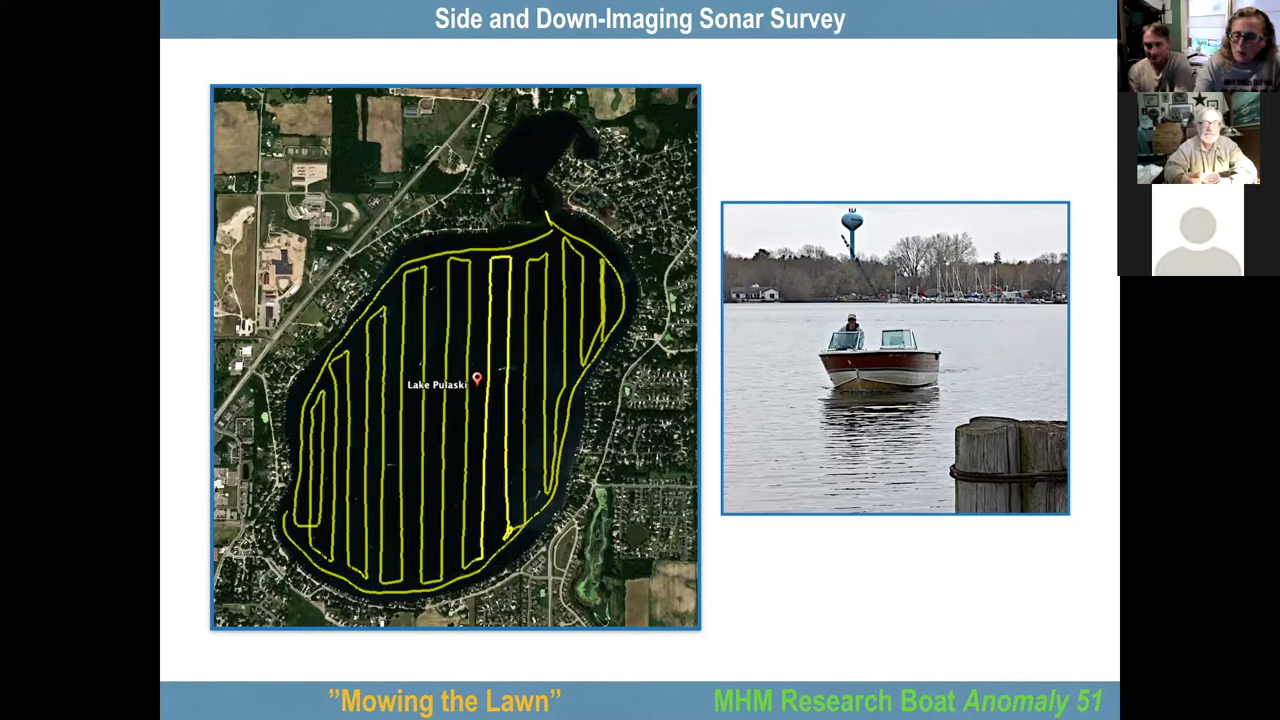 Side and Down-Imaging Sonar Survey
Lake Pulaski
”Mowing the Lawn”
MHM Research Boat Anomaly 51